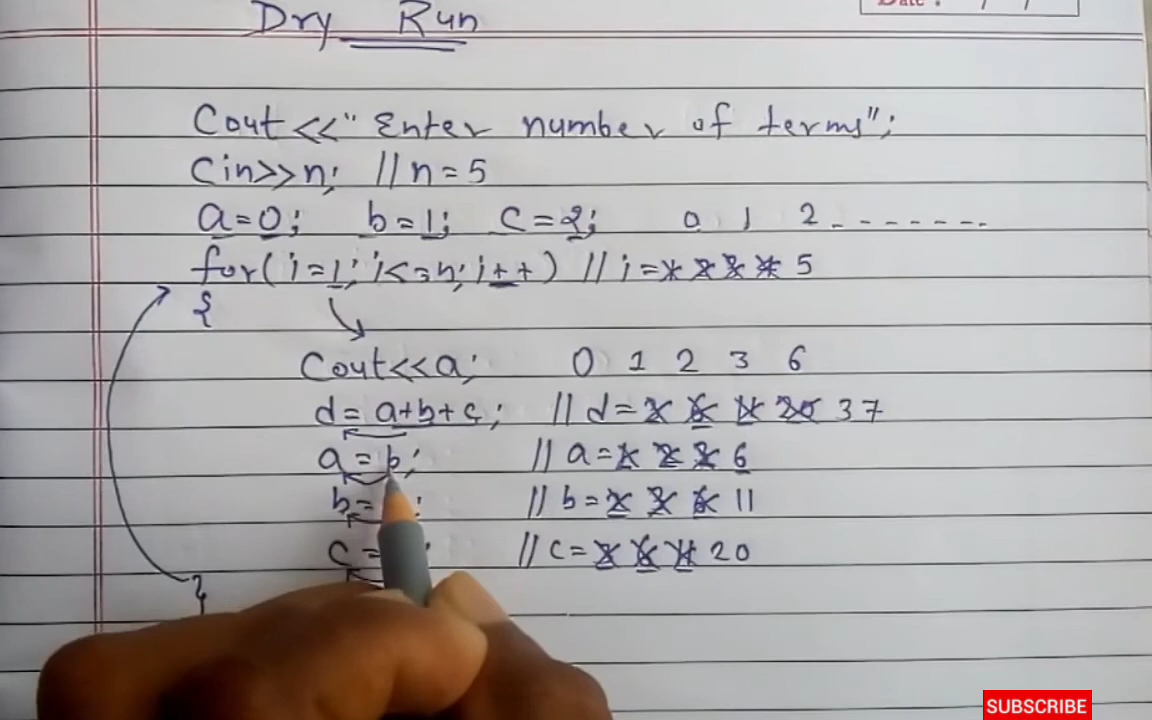 Date : / /
Dry Run
Cout<<"Enter number of terms";
Cin>>n; // n=5
a=0; b=1; c=2; 0 1 2 - - - - - -
for(i=1; i<=n; i++) // i= 5
{
Cout<<a; 0 1 2 3 6
d=a+b+c; // d= 37
a=b; // a= 6
b= ; // b= 11
c= ; // c= 20
}
SUBSCRIBE